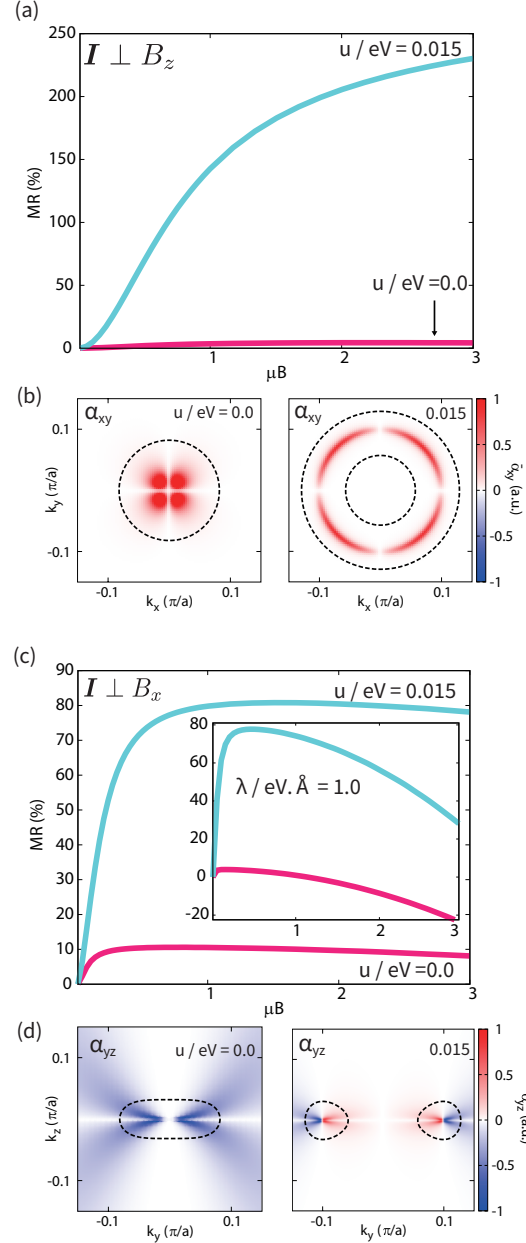 (a)
250
200
150
100
50
0
I ⊥ B_z
u / eV = 0.015
u / eV =0.0
MR (%)
1 2 3
μB
(b)
α_xy u / eV = 0.0
α_xy 0.015
0.1
-0.1
k_y (π/a)
-0.1 0.1
k_x (π/a)
-0.1 0.1
k_x (π/a)
1
0.5
0
-0.5
-1
α̃_xy (a.u)
(c)
90
80
70
60
50
40
30
20
10
0
I ⊥ B_x
u / eV = 0.015
MR (%)
80
60
40
20
0
-20
λ / eV. Å = 1.0
1 2 3
u / eV =0.0
1 2 3
μB
(d)
α_yz u / eV = 0.0
α_yz 0.015
0.1
-0.1
k_z (π/a)
-0.1 0.1
k_y (π/a)
-0.1 0.1
k_y (π/a)
1
0.5
0
-0.5
-1